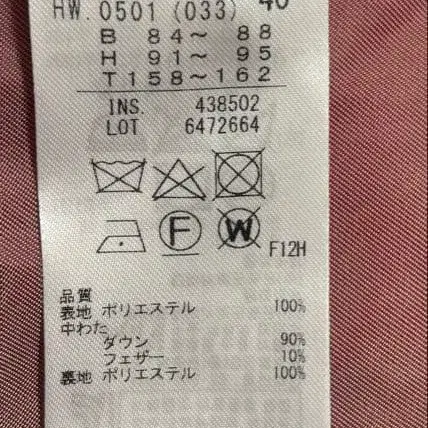 HW. 0501 (033) 40
B 84～ 88
H 91～ 95
T158～162
INS. 438502
LOT 6472664
F W F12H
品質
表地 ポリエステル 100%
中わた
ダウン 90%
フェザー 10%
裏地 ポリエステル 100%